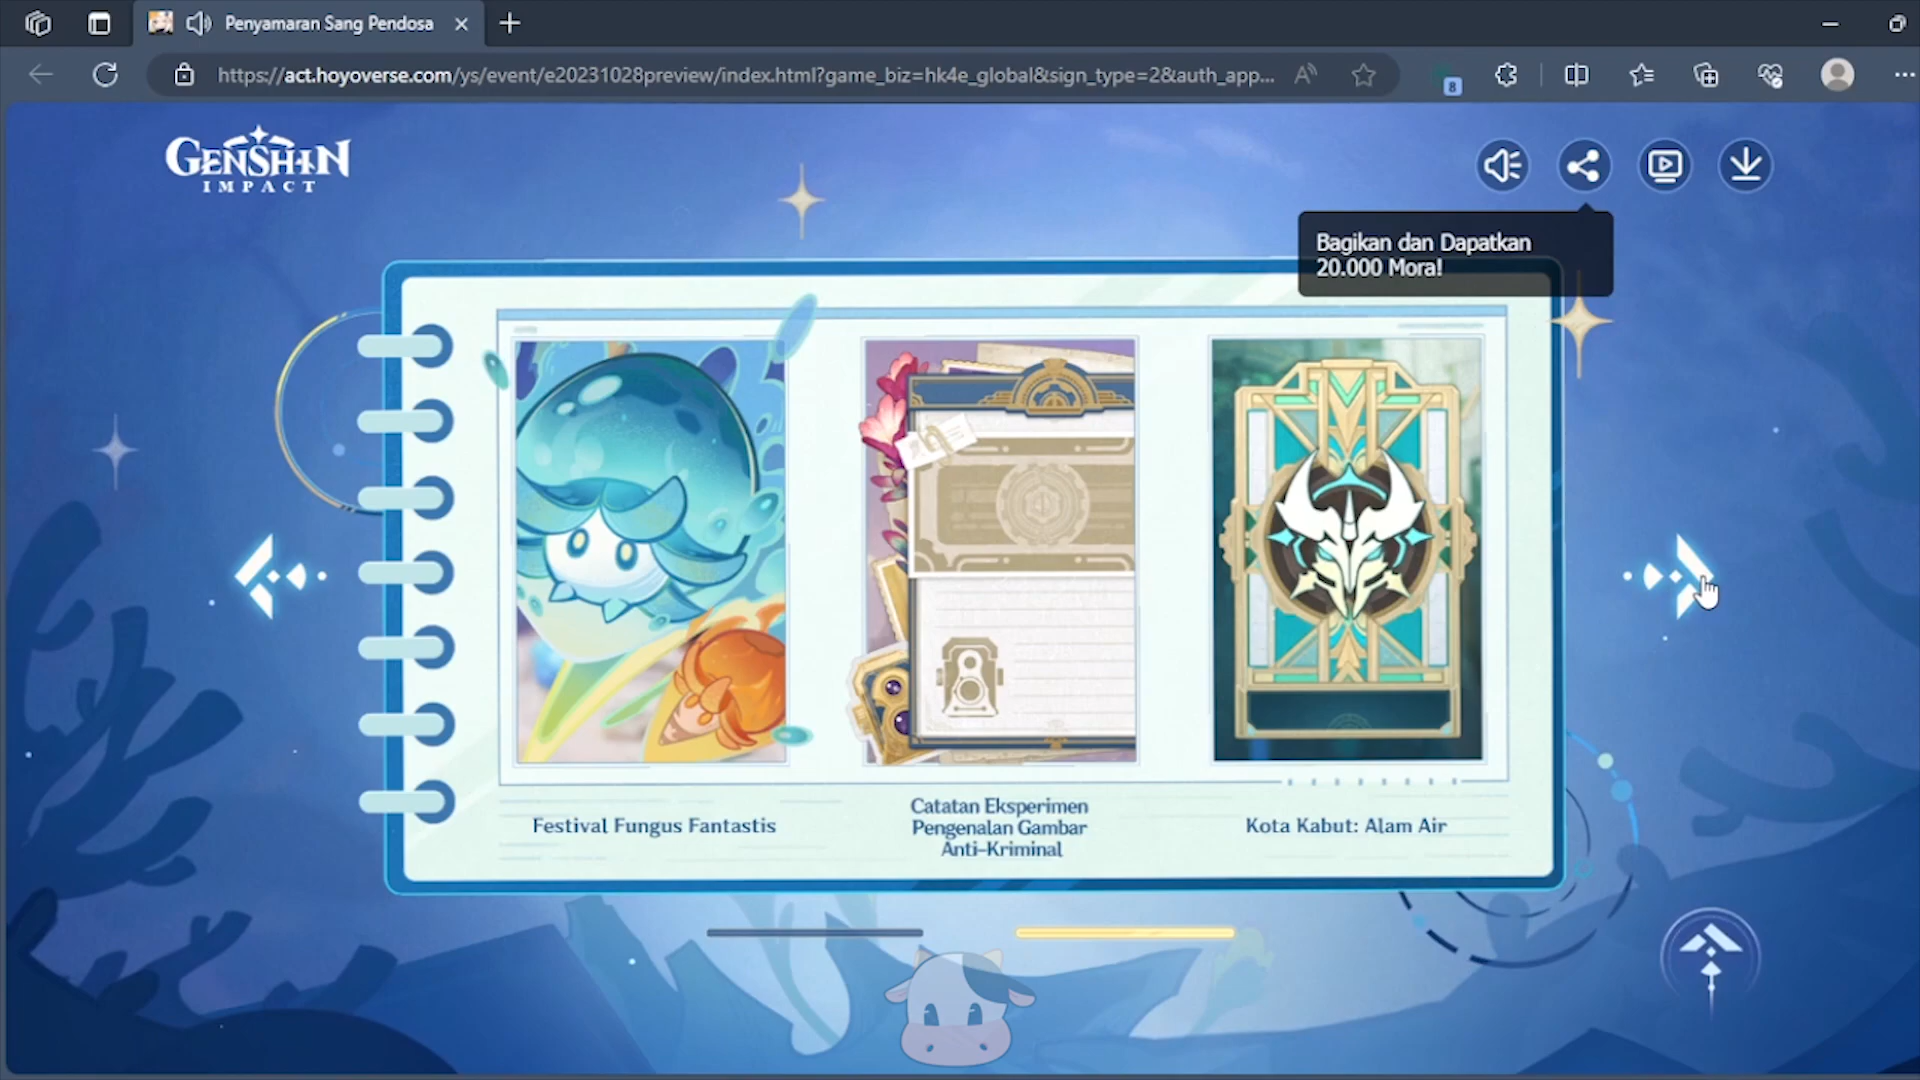 Penyamaran Sang Pendosa
https://act.hoyoverse.com/ys/event/e20231028preview/index.html?game_biz=hk4e_global&sign_type=2&auth_app...
8
GENSHIN
IMPACT
Bagikan dan Dapatkan
20.000 Mora!
Festival Fungus Fantastis
Catatan Eksperimen
Pengenalan Gambar
Anti-Kriminal
Kota Kabut: Alam Air